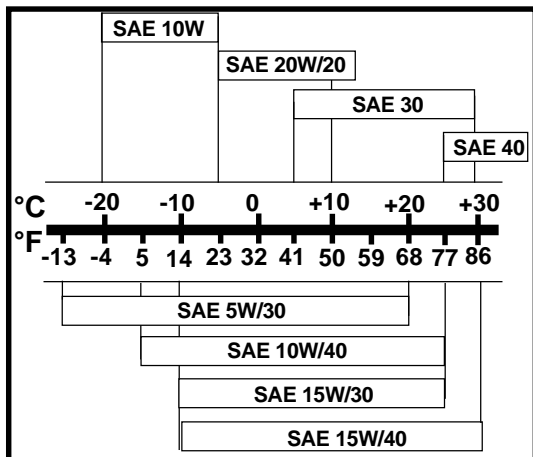 SAE 10W
SAE 20W/20
SAE 30
SAE 40
°C -20 -10 0 +10 +20 +30
°F -13 -4 5 14 23 32 41 50 59 68 77 86
SAE 5W/30
SAE 10W/40
SAE 15W/30
SAE 15W/40